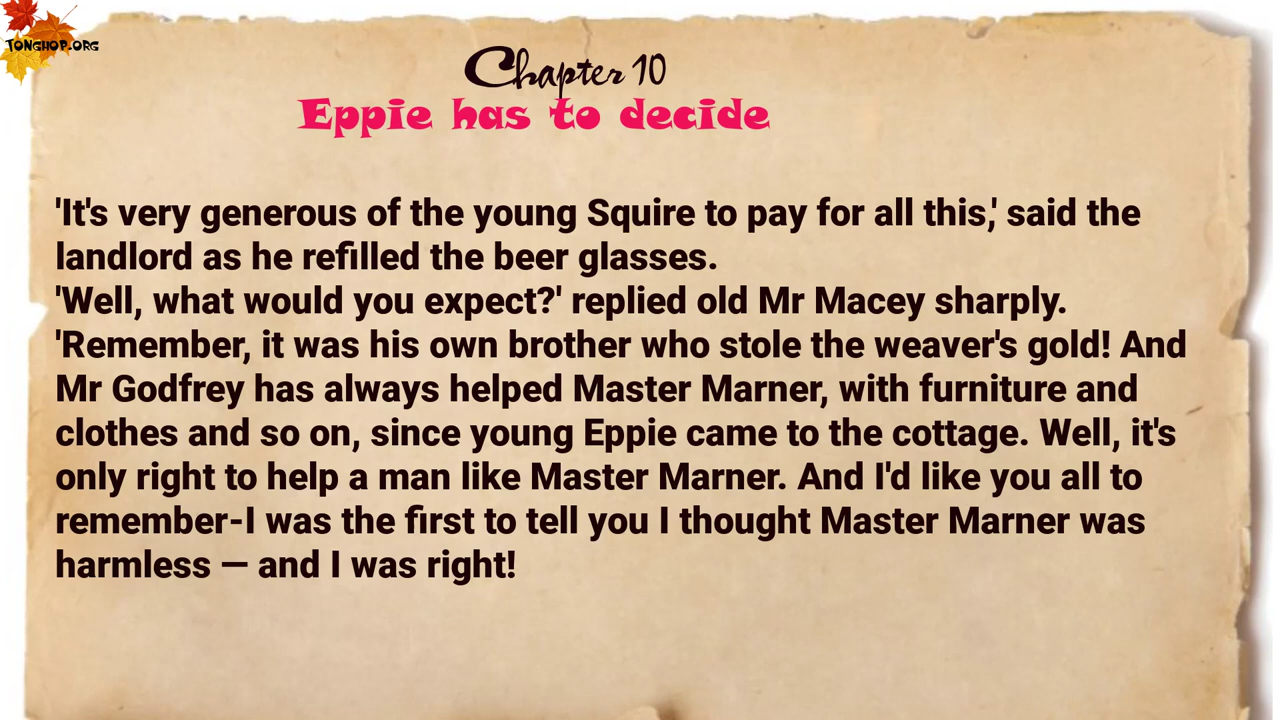 TONGHOP.ORG
Chapter 10
Eppie has to decide
'It's very generous of the young Squire to pay for all this,' said the
landlord as he refilled the beer glasses.
'Well, what would you expect?' replied old Mr Macey sharply.
'Remember, it was his own brother who stole the weaver's gold! And
Mr Godfrey has always helped Master Marner, with furniture and
clothes and so on, since young Eppie came to the cottage. Well, it's
only right to help a man like Master Marner. And I'd like you all to
remember-I was the first to tell you I thought Master Marner was
harmless — and I was right!